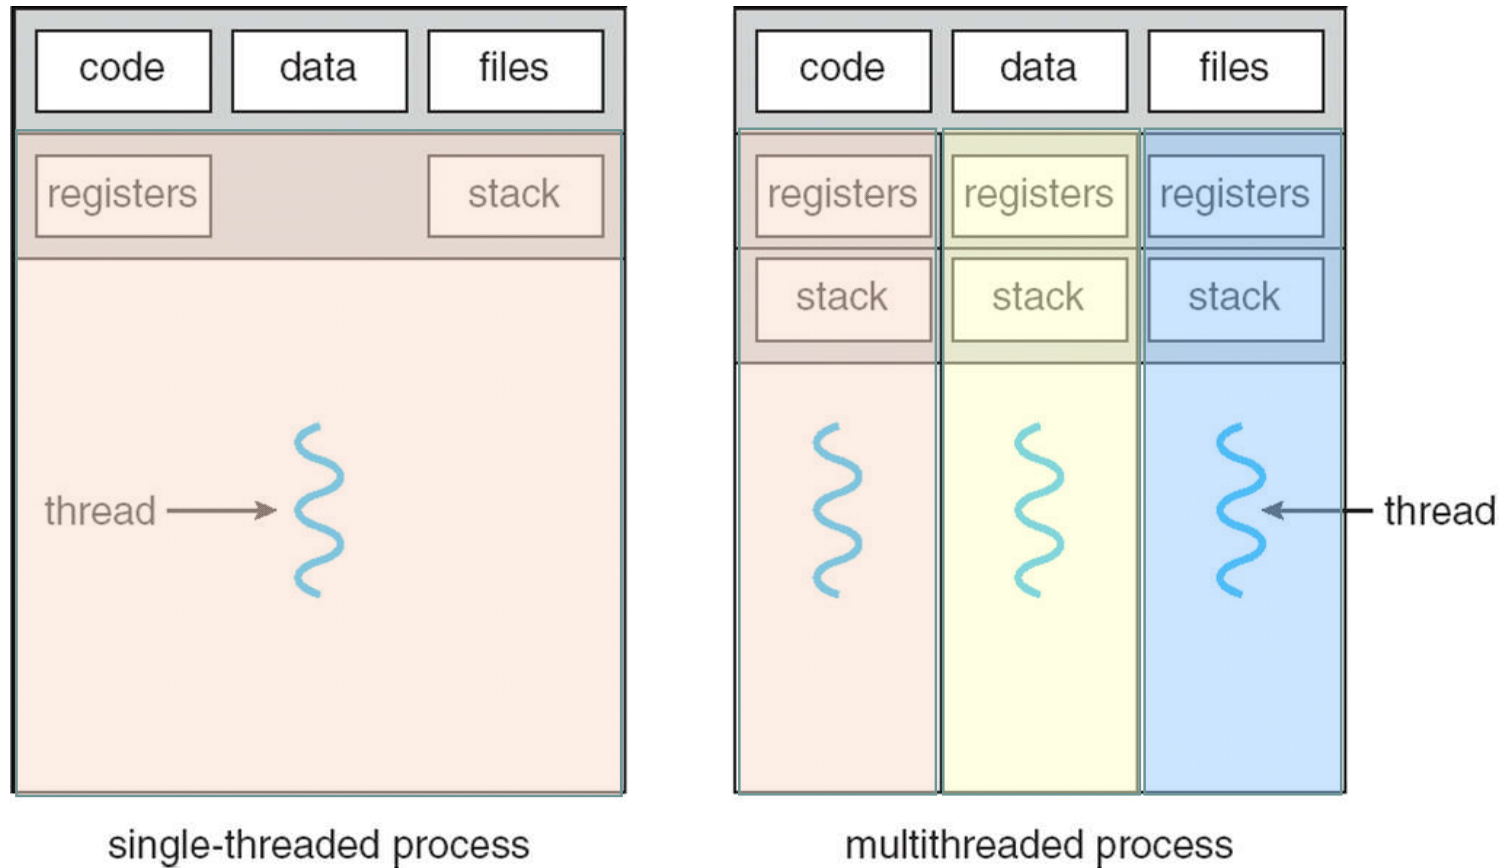 code data files
registers stack
thread
single-threaded process
code data files
registers registers registers
stack stack stack
thread
multithreaded process